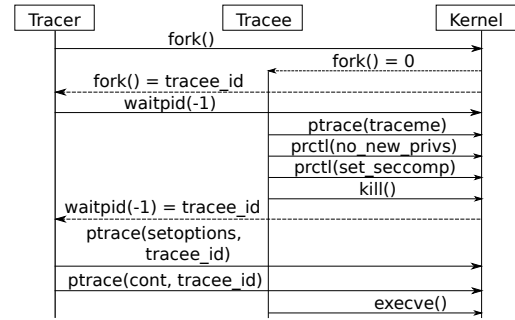 Tracer Tracee Kernel
fork()
fork() = 0
fork() = tracee_id
waitpid(-1)
ptrace(traceme)
prctl(no_new_privs)
prctl(set_seccomp)
kill()
waitpid(-1) = tracee_id
ptrace(setoptions,
tracee_id)
ptrace(cont, tracee_id)
execve()